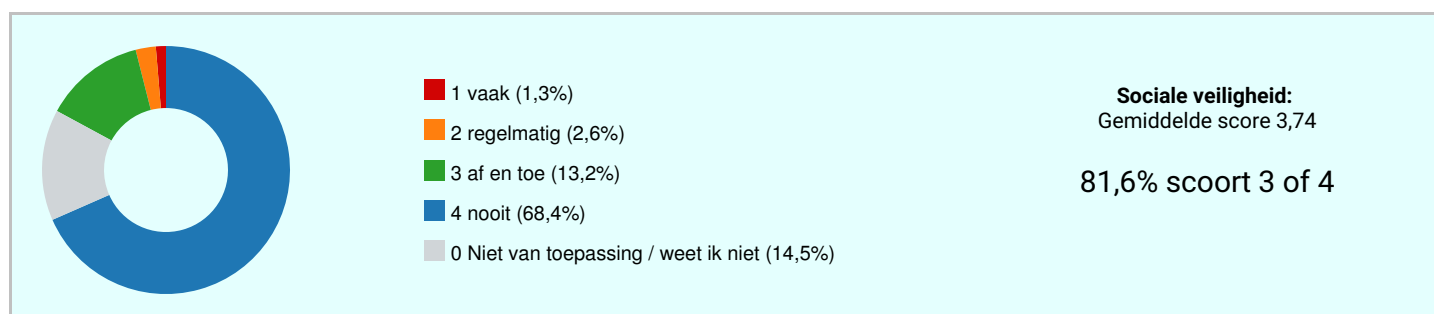 1 vaak (1,3%)
2 regelmatig (2,6%)
3 af en toe (13,2%)
4 nooit (68,4%)
0 Niet van toepassing / weet ik niet (14,5%)
Sociale veiligheid:
Gemiddelde score 3,74
81,6% scoort 3 of 4